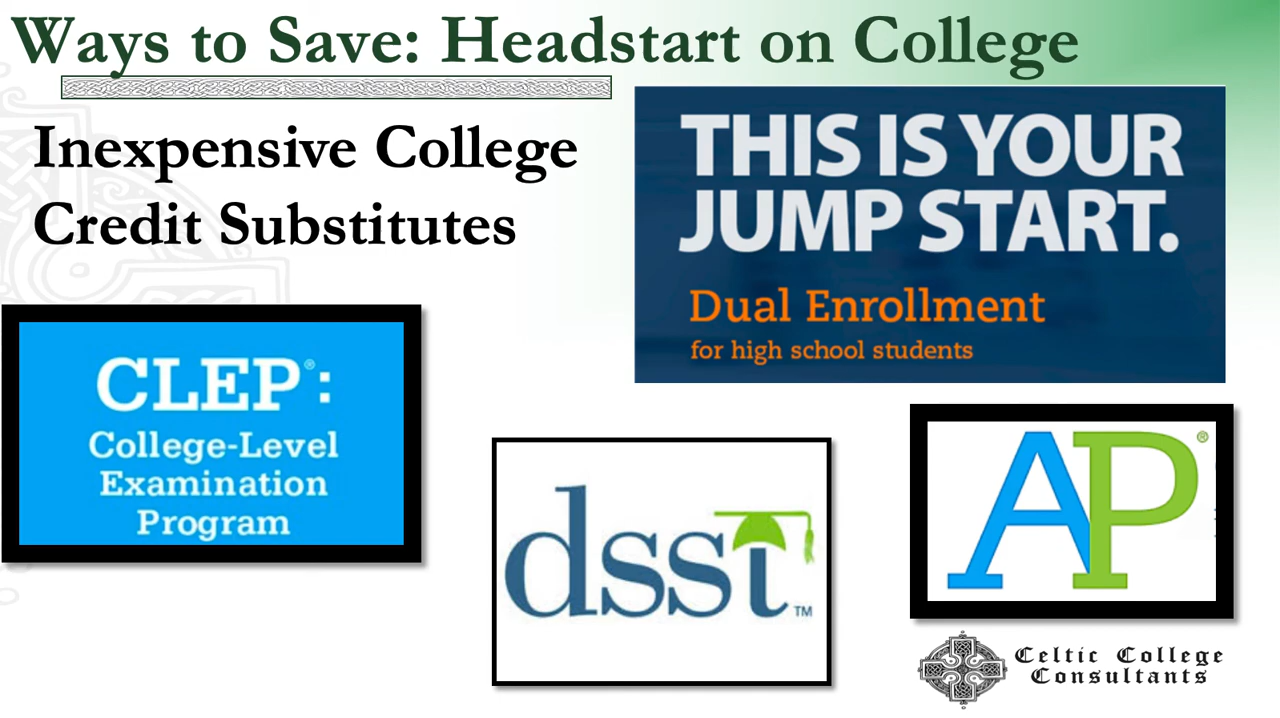 Ways to Save: Headstart on College
Inexpensive College
Credit Substitutes
THIS IS YOUR
JUMP START.
Dual Enrollment
for high school students
CLEP®:
College-Level
Examination
Program
dsst™
AP®
Celtic College
Consultants